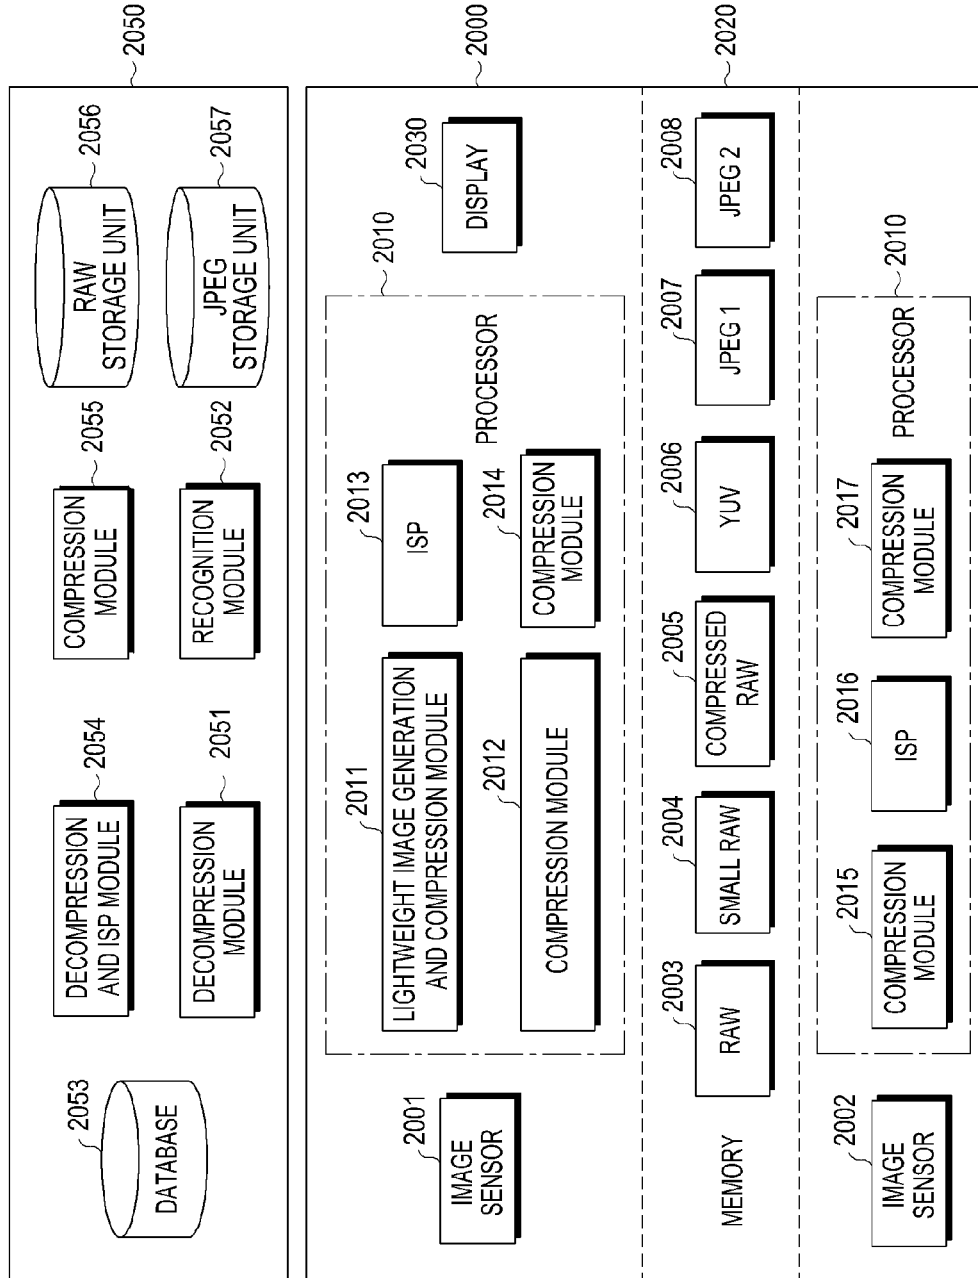 2050
2053
DATABASE
2054
DECOMPRESSION
AND ISP MODULE
2051
DECOMPRESSION
MODULE
2055
COMPRESSION
MODULE
2052
RECOGNITION
MODULE
2056
RAW
STORAGE UNIT
2057
JPEG
STORAGE UNIT
2000
2001
IMAGE
SENSOR
2010
PROCESSOR
2011
LIGHTWEIGHT IMAGE GENERATION
AND COMPRESSION MODULE
2012
COMPRESSION MODULE
2013
ISP
2014
COMPRESSION
MODULE
2030
DISPLAY
2020
MEMORY
2003
RAW
2004
SMALL RAW
2005
COMPRESSED
RAW
2006
YUV
2007
JPEG 1
2008
JPEG 2
2002
IMAGE
SENSOR
2010
PROCESSOR
2015
COMPRESSION
MODULE
2016
ISP
2017
COMPRESSION
MODULE